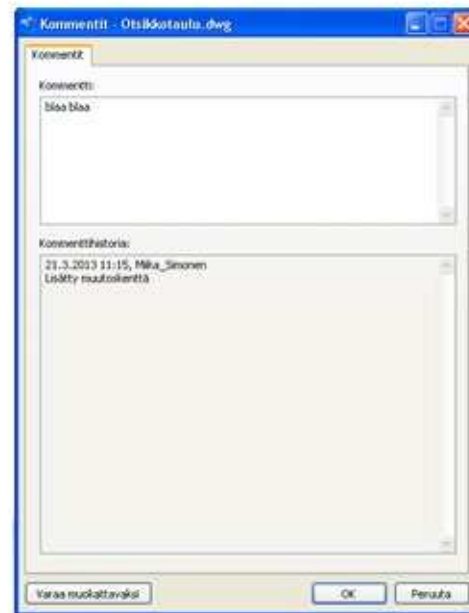 Kommentit - Otsikkotaulu.dwg
Kommentit
Kommentti:
blaa blaa
Kommenttihistoria:
21.3.2013 11:15, Miika_Simonen
Lisätty muutoskenttä
Varaa muokattavaksi
OK
Peruuta